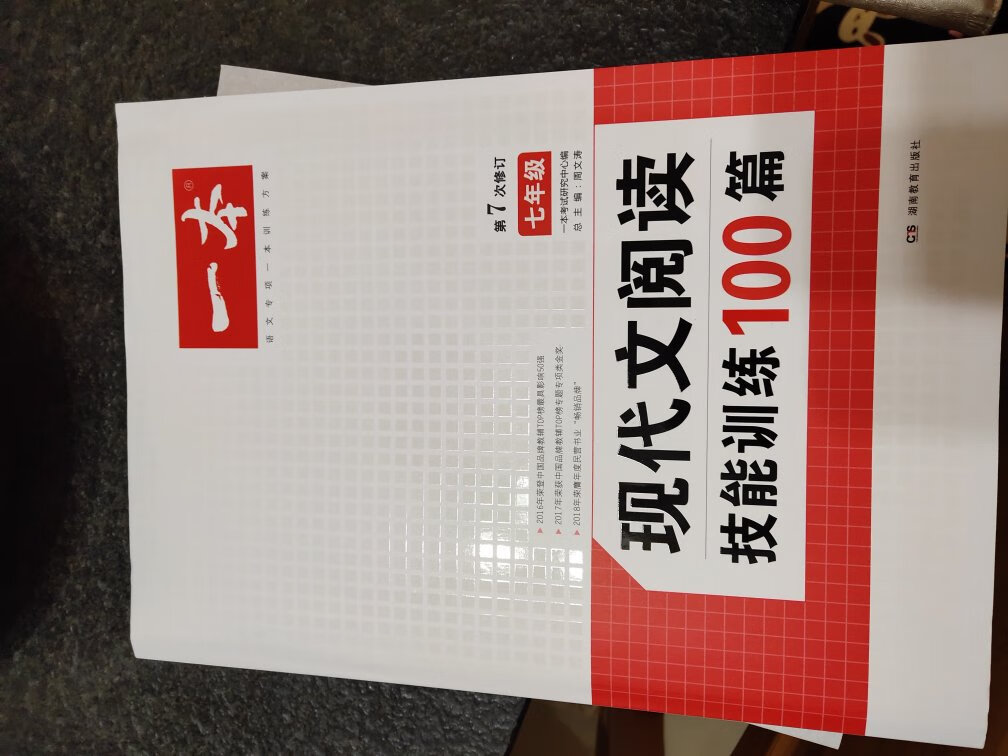 一本®
语文专项一本训练方案
第7次修订
七年级
一本考试研究中心编
总主编：周文涛
▶ 2016年荣登中国品牌教辅TOP榜最具影响50强
▶ 2017年荣获中国品牌教辅TOP榜专题专项类金奖
▶ 2018年荣膺年度民营书业“畅销品牌”
现代文阅读
技能训练100篇
湖南教育出版社